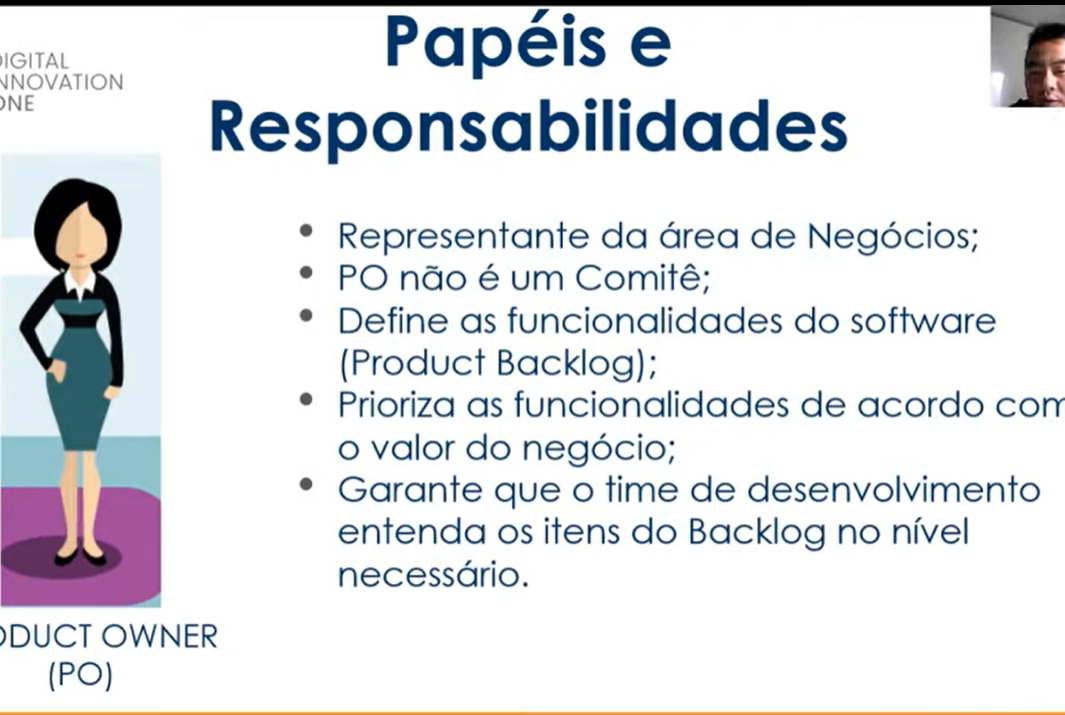 Papéis e
Responsabilidades
DIGITAL
INNOVATION
ONE
• Representante da área de Negócios;
• PO não é um Comitê;
• Define as funcionalidades do software
(Product Backlog);
• Prioriza as funcionalidades de acordo com
o valor do negócio;
• Garante que o time de desenvolvimento
entenda os itens do Backlog no nível
necessário.
ODUCT OWNER
(PO)